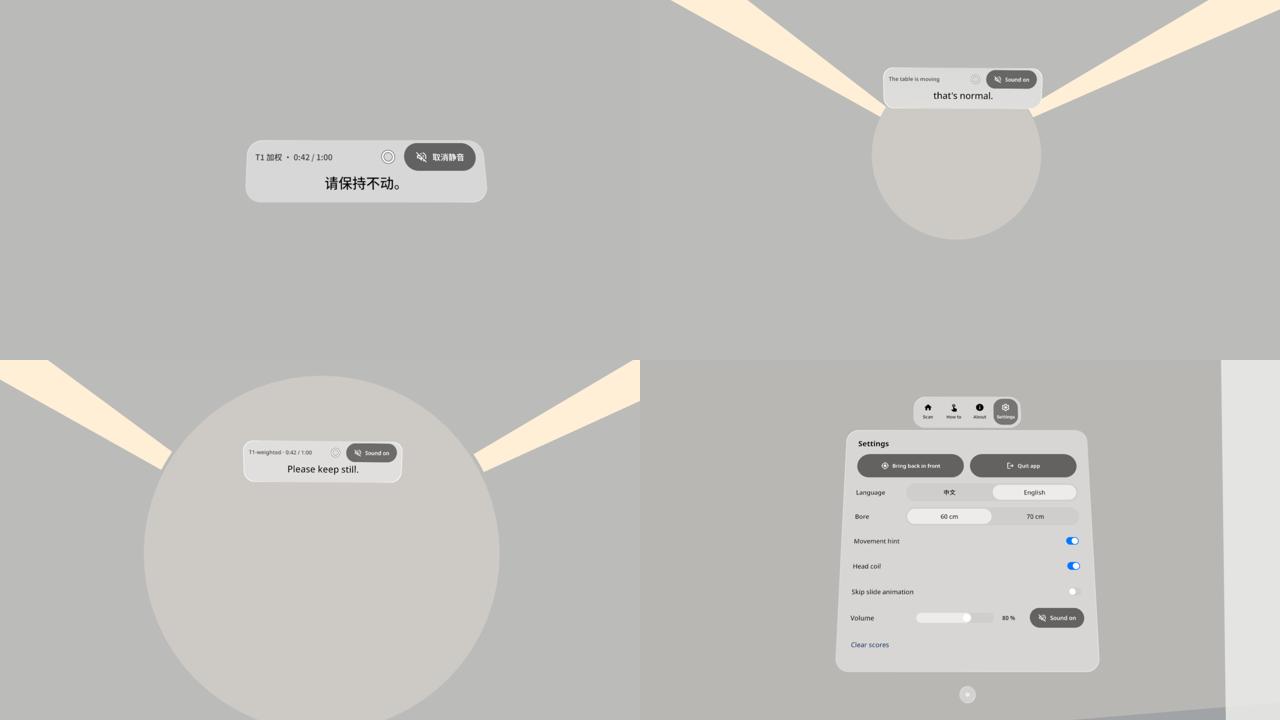 T1 加权 · 0:42 / 1:00
取消静音
请保持不动。
The table is moving
Sound on
that's normal.
T1-weighted · 0:42 / 1:00
Sound on
Please keep still.
Scan
How to
About
Settings
Settings
Bring back in front
Quit app
Language
中文
English
Bore
60 cm
70 cm
Movement hint
Head coil
Skip slide animation
Volume
80 %
Sound on
Clear scores